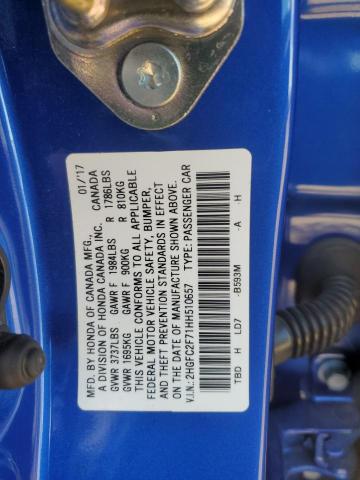 MFD. BY HONDA OF CANADA MFG., 01/'17
A DIVISION OF HONDA CANADA INC. CANADA
GVWR 3737LBS GAWR F 1984LBS R 1786LBS
GVWR 1695KG GAWR F 900KG R 810KG
THIS VEHICLE CONFORMS TO ALL APPLICABLE
FEDERAL MOTOR VEHICLE SAFETY, BUMPER,
AND THEFT PREVENTION STANDARDS IN EFFECT
ON THE DATE OF MANUFACTURE SHOWN ABOVE.
V.I.N.: 2HGFC2F71HH510657 TYPE: PASSENGER CAR
TBD H LD7 -B593M -A H